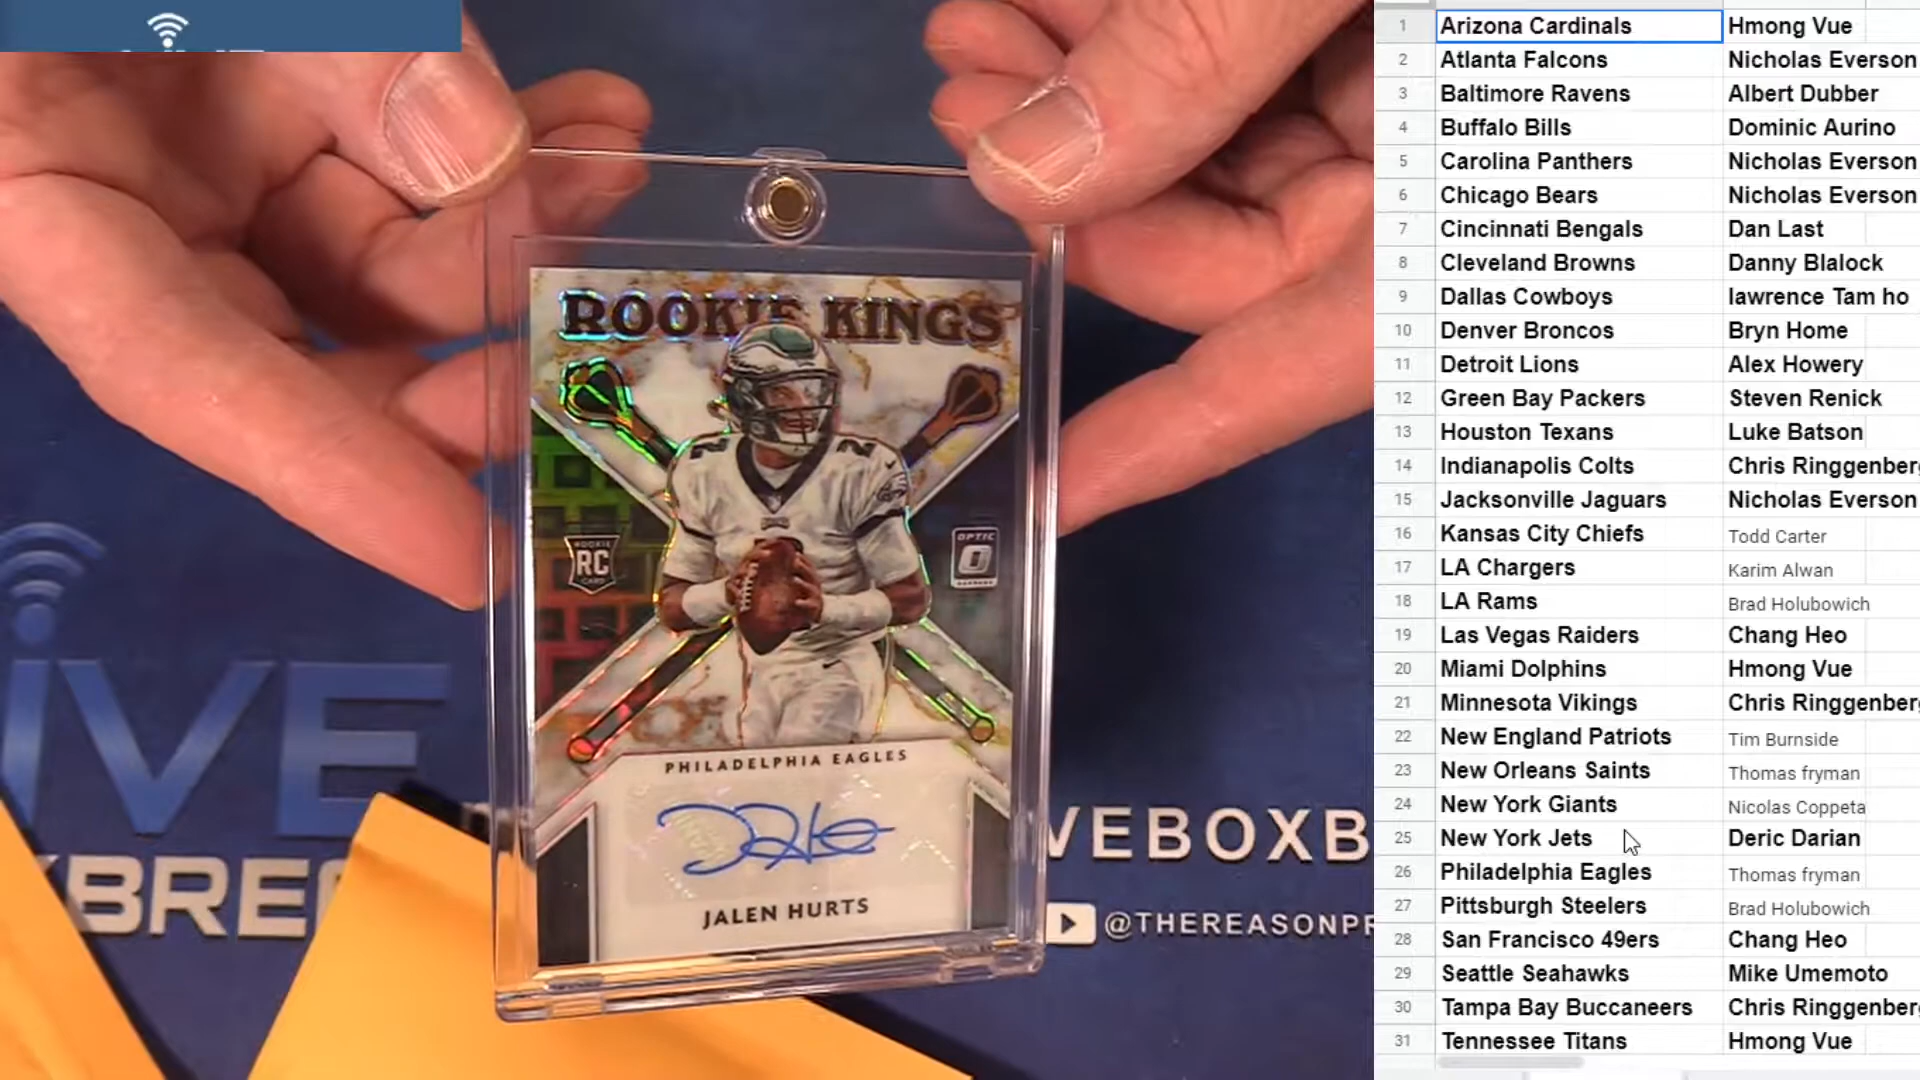 ROOKIE KINGS
2
ROOKIE
RC
CARD
OPTIC
O
PHILADELPHIA EAGLES
JALEN HURTS
IVE
XBRE
VEBOXB
@THEREASONPR
1 Arizona Cardinals Hmong Vue
2 Atlanta Falcons Nicholas Everson
3 Baltimore Ravens Albert Dubber
4 Buffalo Bills Dominic Aurino
5 Carolina Panthers Nicholas Everson
6 Chicago Bears Nicholas Everson
7 Cincinnati Bengals Dan Last
8 Cleveland Browns Danny Blalock
9 Dallas Cowboys lawrence Tam ho
10 Denver Broncos Bryn Home
11 Detroit Lions Alex Howery
12 Green Bay Packers Steven Renick
13 Houston Texans Luke Batson
14 Indianapolis Colts Chris Ringgenberg
15 Jacksonville Jaguars Nicholas Everson
16 Kansas City Chiefs Todd Carter
17 LA Chargers Karim Alwan
18 LA Rams Brad Holubowich
19 Las Vegas Raiders Chang Heo
20 Miami Dolphins Hmong Vue
21 Minnesota Vikings Chris Ringgenberg
22 New England Patriots Tim Burnside
23 New Orleans Saints Thomas fryman
24 New York Giants Nicolas Coppeta
25 New York Jets Deric Darian
26 Philadelphia Eagles Thomas fryman
27 Pittsburgh Steelers Brad Holubowich
28 San Francisco 49ers Chang Heo
29 Seattle Seahawks Mike Umemoto
30 Tampa Bay Buccaneers Chris Ringgenberg
31 Tennessee Titans Hmong Vue